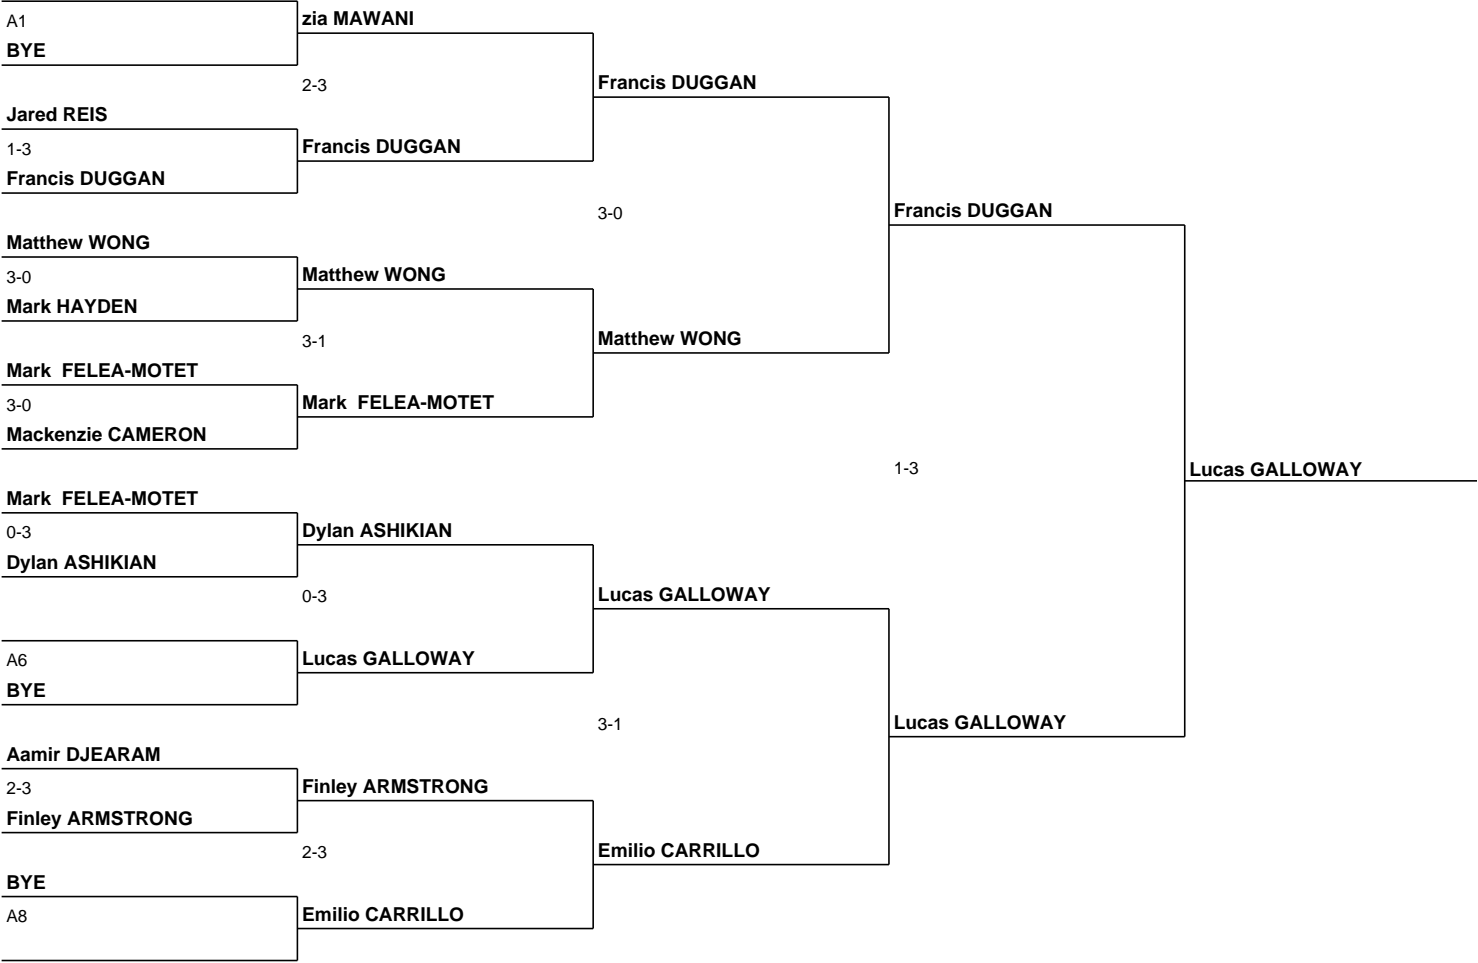 A1
BYE
zia MAWANI
2-3
Jared REIS
1-3
Francis DUGGAN
Francis DUGGAN
Francis DUGGAN
3-0
Matthew WONG
3-0
Mark HAYDEN
Matthew WONG
3-1
Mark  FELEA-MOTET
3-0
Mackenzie CAMERON
Mark  FELEA-MOTET
Matthew WONG
Francis DUGGAN
1-3
Mark  FELEA-MOTET
0-3
Dylan ASHIKIAN
Dylan ASHIKIAN
0-3
A6
BYE
Lucas GALLOWAY
Lucas GALLOWAY
3-1
Aamir DJEARAM
2-3
Finley ARMSTRONG
Finley ARMSTRONG
2-3
BYE
A8
Emilio CARRILLO
Emilio CARRILLO
Lucas GALLOWAY
Lucas GALLOWAY